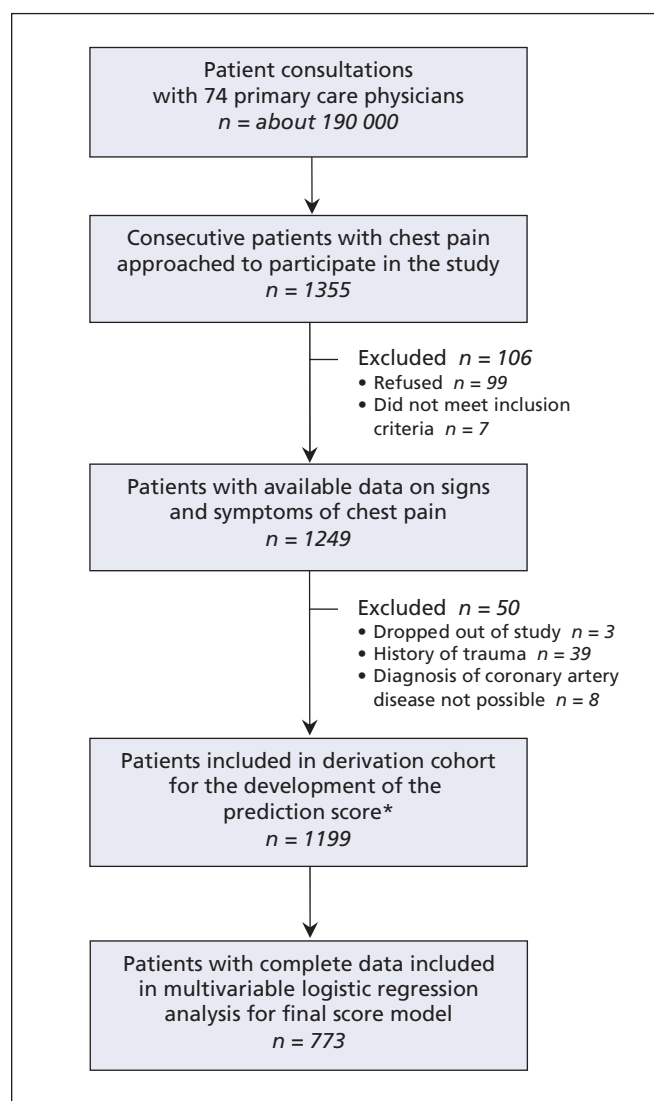 Patient consultations
with 74 primary care physicians
n = about 190 000
Consecutive patients with chest pain
approached to participate in the study
n = 1355
Excluded n = 106
• Refused n = 99
• Did not meet inclusion
criteria n = 7
Patients with available data on signs
and symptoms of chest pain
n = 1249
Excluded n = 50
• Dropped out of study n = 3
• History of trauma n = 39
• Diagnosis of coronary artery
disease not possible n = 8
Patients included in derivation cohort
for the development of the
prediction score*
n = 1199
Patients with complete data included
in multivariable logistic regression
analysis for final score model
n = 773